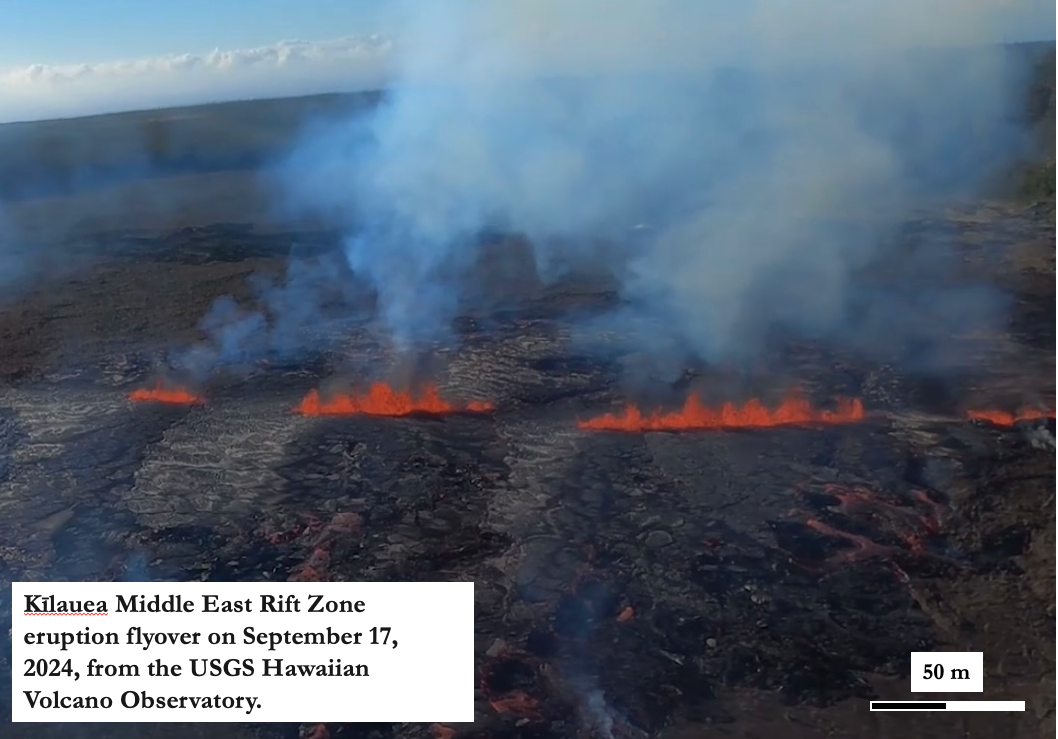 Kīlauea Middle East Rift Zone
eruption flyover on September 17,
2024, from the USGS Hawaiian
Volcano Observatory.
50 m